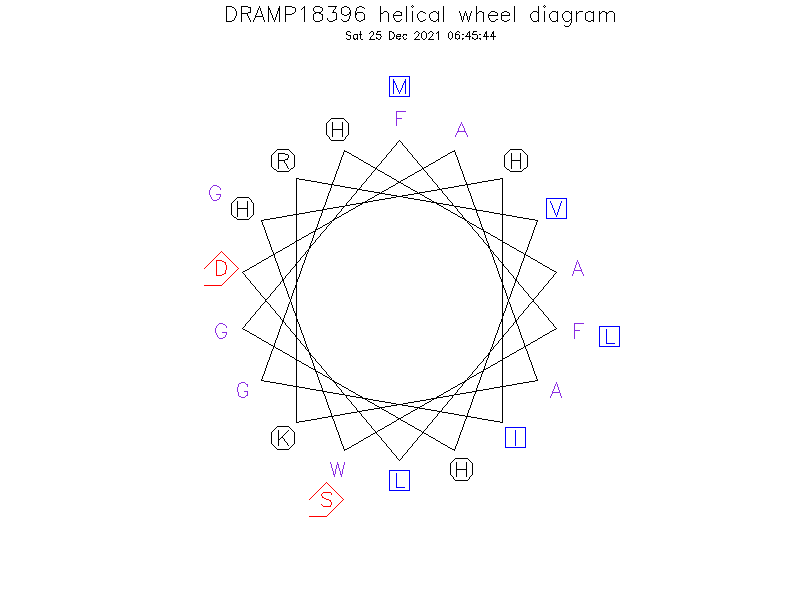 DRAMP18396 helical wheel diagram
Sat 25 Dec 2021 06:45:44
M
F
H A
R H
G H V
D A
G F L
G A
K I
W L H
S